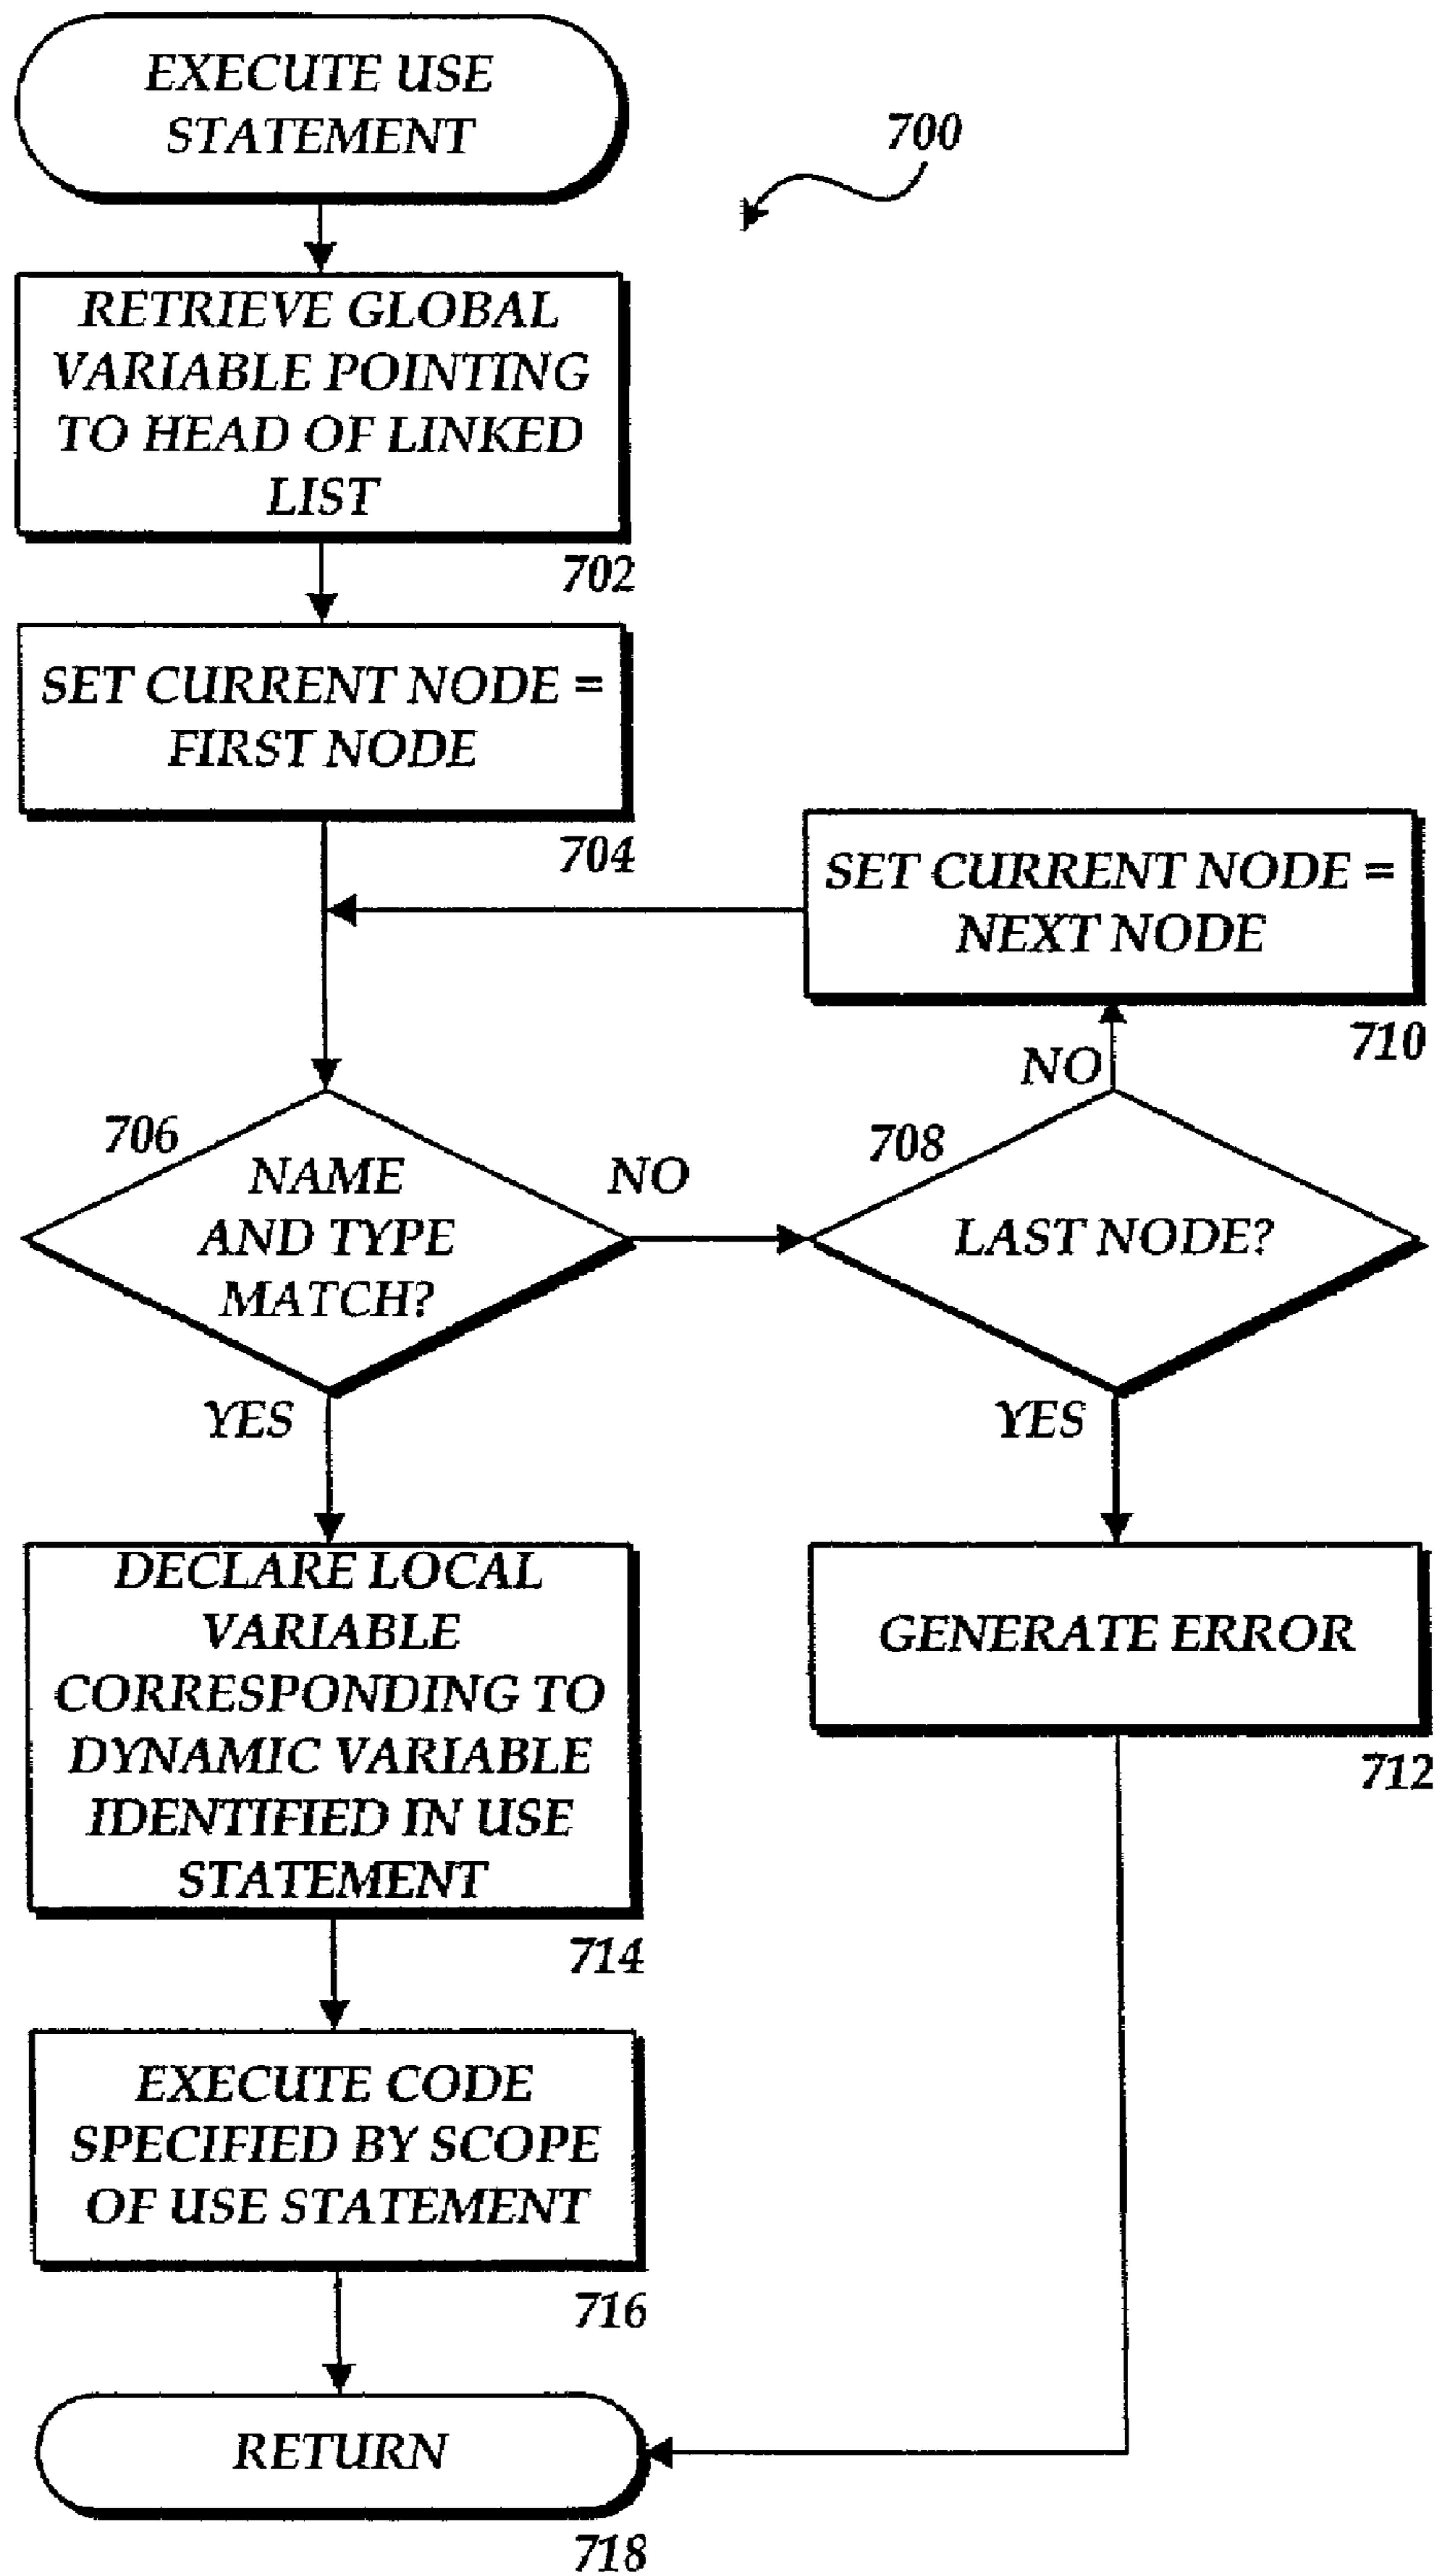 EXECUTE USE
STATEMENT
700
RETRIEVE GLOBAL
VARIABLE POINTING
TO HEAD OF LINKED
LIST
702
SET CURRENT NODE =
FIRST NODE
704
SET CURRENT NODE =
NEXT NODE
710
706
NAME
AND TYPE
MATCH?
NO
708
LAST NODE?
NO
YES
YES
DECLARE LOCAL
VARIABLE
CORRESPONDING TO
DYNAMIC VARIABLE
IDENTIFIED IN USE
STATEMENT
714
GENERATE ERROR
712
EXECUTE CODE
SPECIFIED BY SCOPE
OF USE STATEMENT
716
RETURN
718